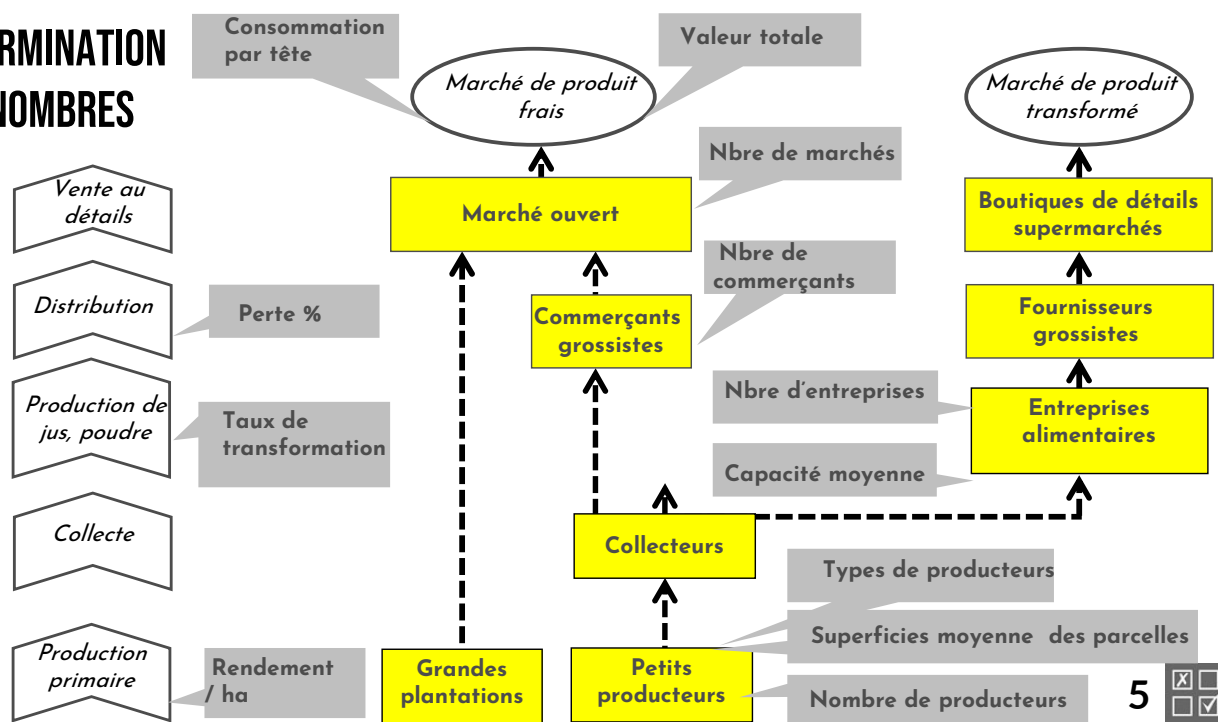 RMINATION
NOMBRES
Consommation
par tête
Valeur totale
Marché de produit
frais
Marché de produit
transformé
Nbre de marchés
Vente au
détails
Marché ouvert
Boutiques de détails
supermarchés
Nbre de
commerçants
Distribution
Perte %
Commerçants
grossistes
Fournisseurs
grossistes
Production de
jus, poudre
Taux de
transformation
Nbre d'entreprises
Entreprises
alimentaires
Capacité moyenne
Collecte
Collecteurs
Types de producteurs
Superficies moyenne des parcelles
Production
primaire
Rendement
/ ha
Grandes
plantations
Petits
producteurs
Nombre de producteurs
5